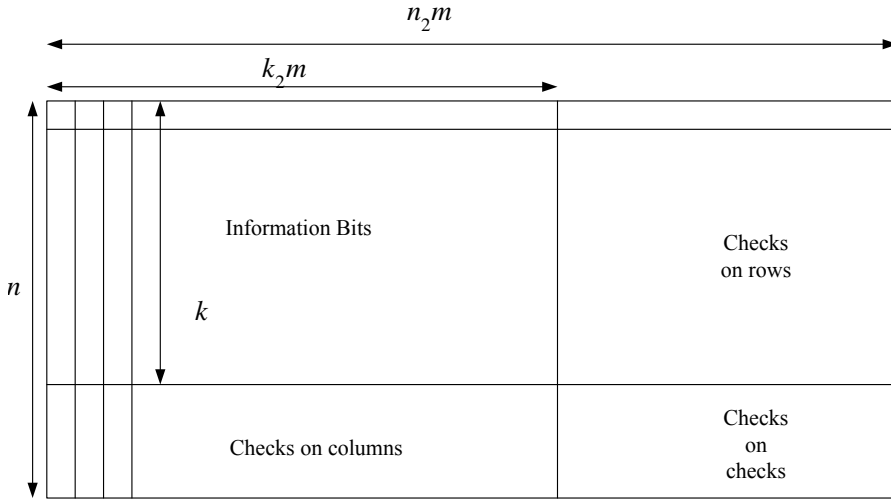 n₂m
k₂m
Information Bits
Checks
on rows
n
k
Checks on columns
Checks
on
checks